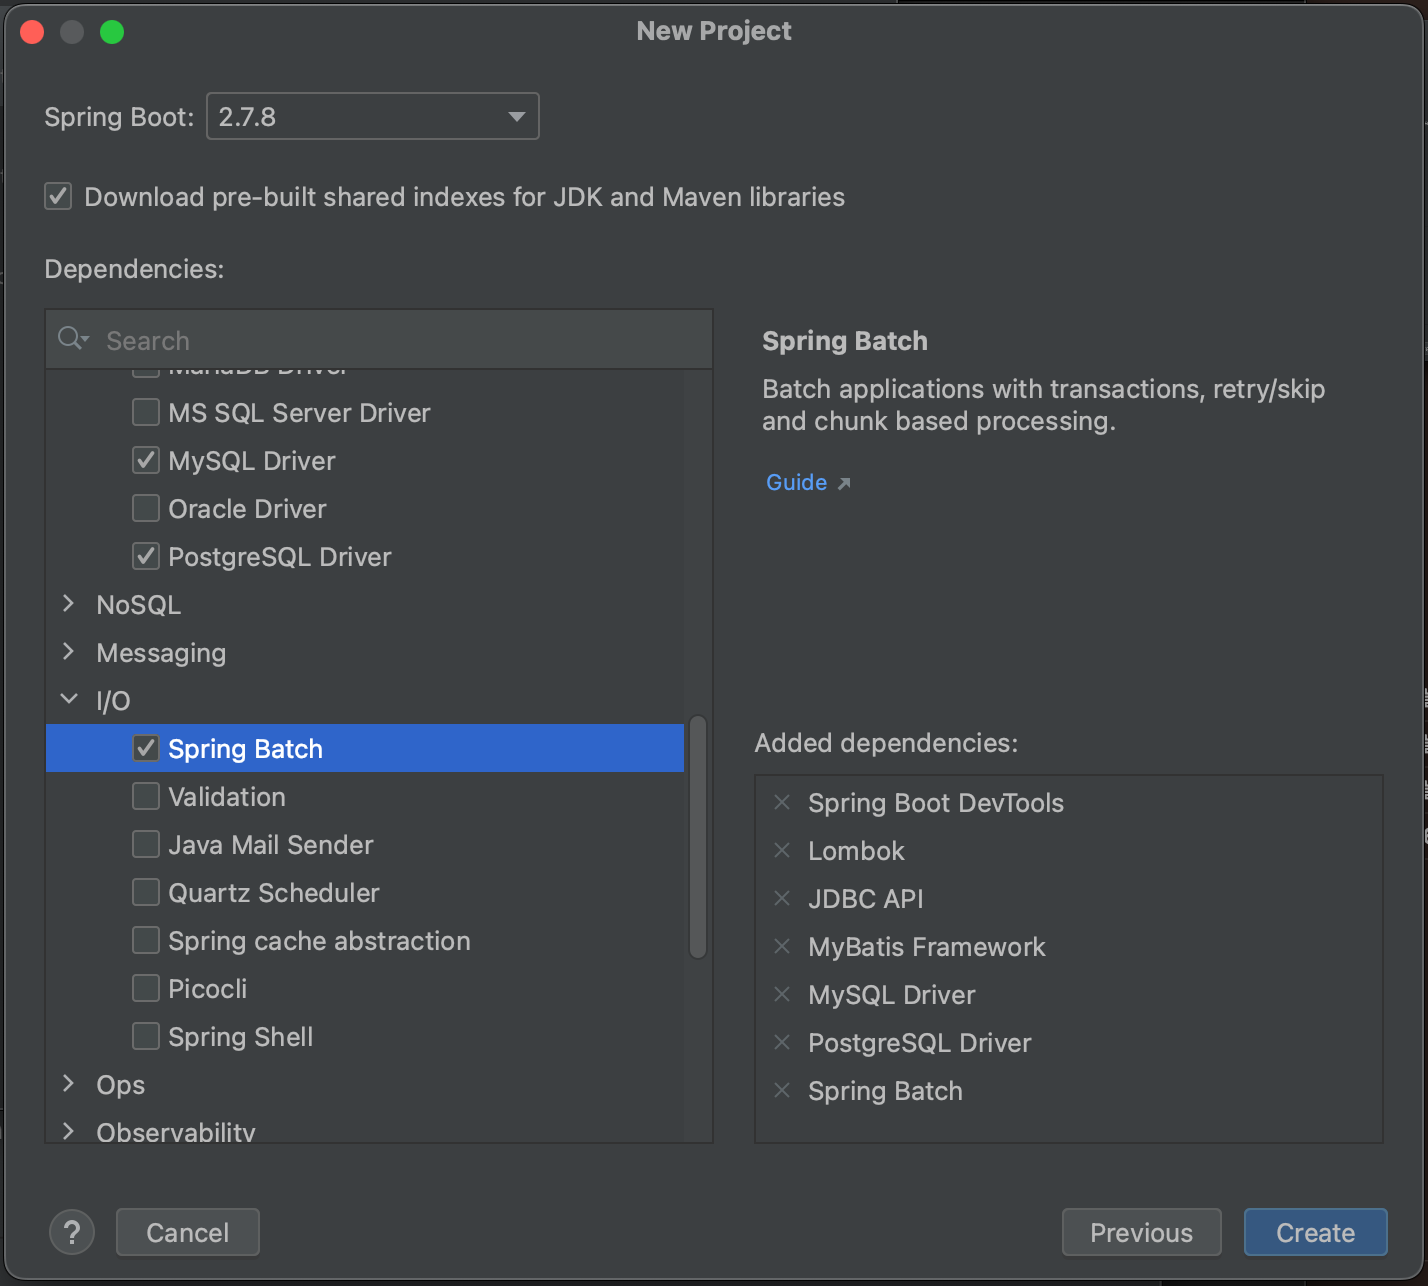 New Project
Spring Boot: 2.7.8
Download pre-built shared indexes for JDK and Maven libraries
Dependencies:
Search
MariaDB Driver
MS SQL Server Driver
MySQL Driver
Oracle Driver
PostgreSQL Driver
NoSQL
Messaging
I/O
Spring Batch
Validation
Java Mail Sender
Quartz Scheduler
Spring cache abstraction
Picocli
Spring Shell
Ops
Observability
Spring Batch
Batch applications with transactions, retry/skip
and chunk based processing.
Guide
Added dependencies:
Spring Boot DevTools
Lombok
JDBC API
MyBatis Framework
MySQL Driver
PostgreSQL Driver
Spring Batch
?
Cancel
Previous
Create